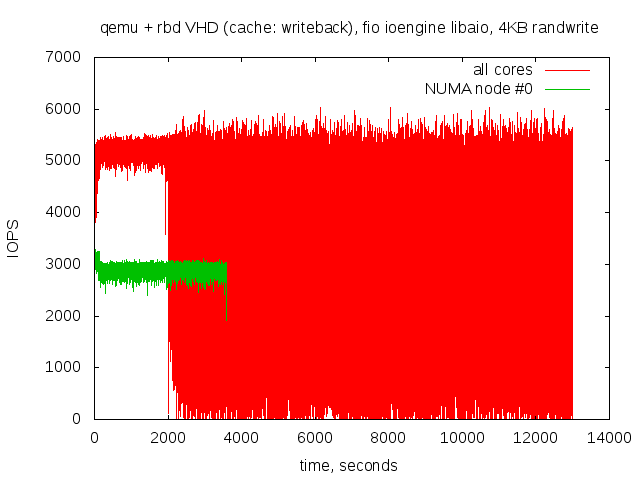 qemu + rbd VHD (cache: writeback), fio ioengine libaio, 4KB randwrite
all cores
NUMA node #0
7000
6000
5000
4000
3000
2000
1000
0
IOPS
0 2000 4000 6000 8000 10000 12000 14000
time, seconds